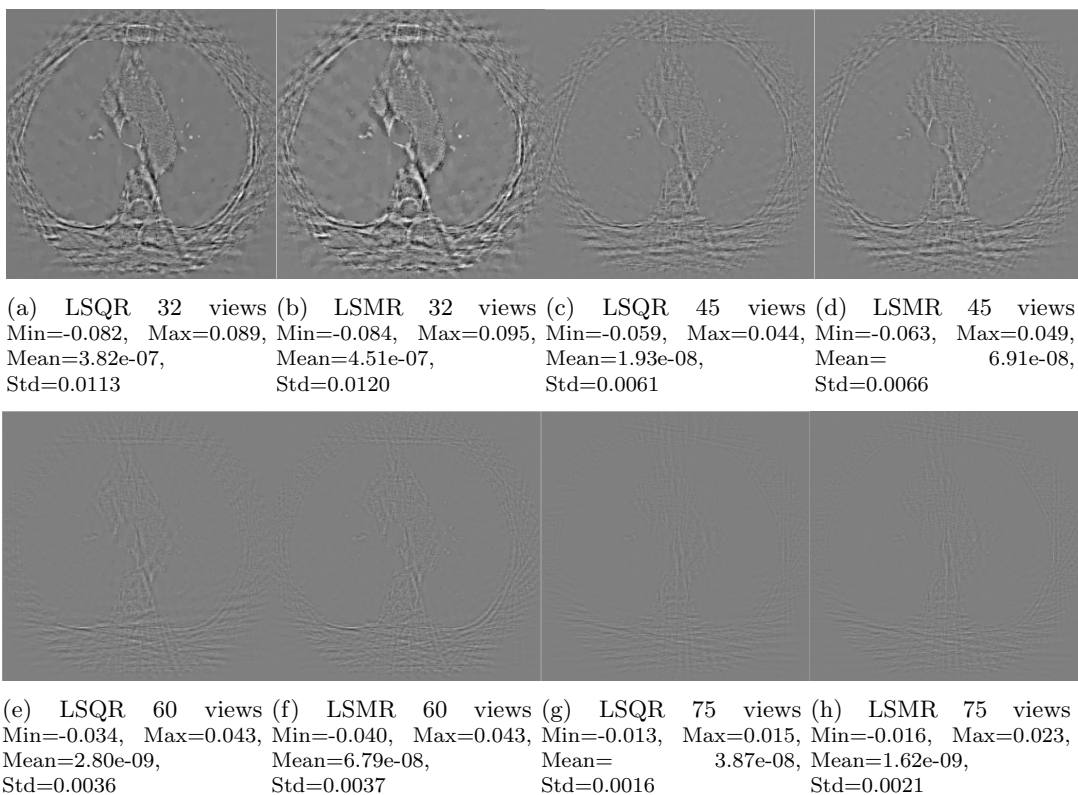 (a) LSQR 32 views
Min=-0.082, Max=0.089,
Mean=3.82e-07,
Std=0.0113
(b) LSMR 32 views
Min=-0.084, Max=0.095,
Mean=4.51e-07,
Std=0.0120
(c) LSQR 45 views
Min=-0.059, Max=0.044,
Mean=1.93e-08,
Std=0.0061
(d) LSMR 45 views
Min=-0.063, Max=0.049,
Mean= 6.91e-08,
Std=0.0066
(e) LSQR 60 views
Min=-0.034, Max=0.043,
Mean=2.80e-09,
Std=0.0036
(f) LSMR 60 views
Min=-0.040, Max=0.043,
Mean=6.79e-08,
Std=0.0037
(g) LSQR 75 views
Min=-0.013, Max=0.015,
Mean= 3.87e-08,
Std=0.0016
(h) LSMR 75 views
Min=-0.016, Max=0.023,
Mean=1.62e-09,
Std=0.0021